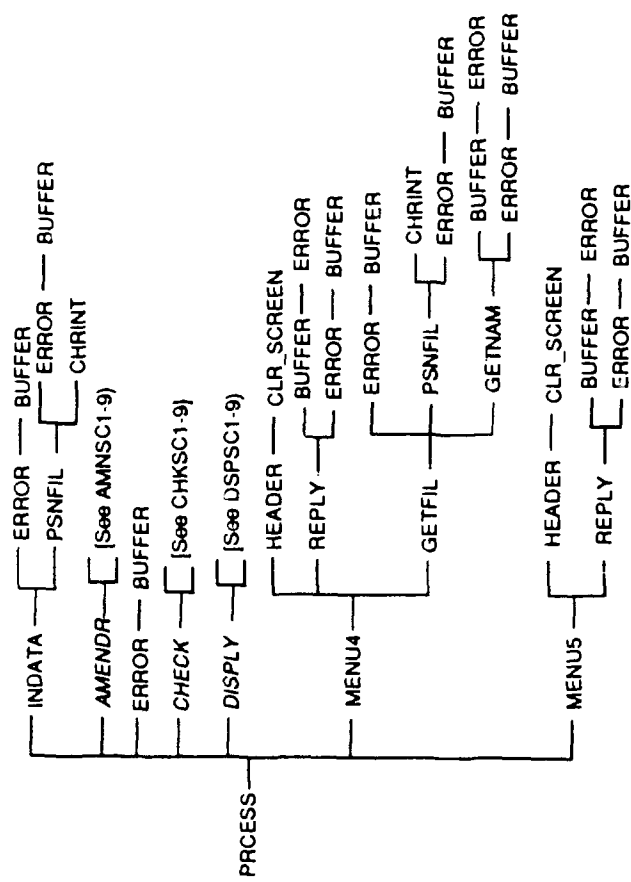 ERROR BUFFER
INDATA
PSNFIL ERROR BUFFER
CHRINT
AMENDR [See AMNSC1-9)
ERROR BUFFER
CHECK [See CHKSC1-9}
DISPLY [See DSPSC1-9)
PRCESS
HEADER CLR_SCREEN
BUFFER ERROR
REPLY
ERROR BUFFER
MENU4
ERROR BUFFER
GETFIL
CHRINT
PSNFIL
ERROR BUFFER
BUFFER ERROR
GETNAM
ERROR BUFFER
HEADER CLR_SCREEN
MENU5
BUFFER ERROR
REPLY
ERROR BUFFER